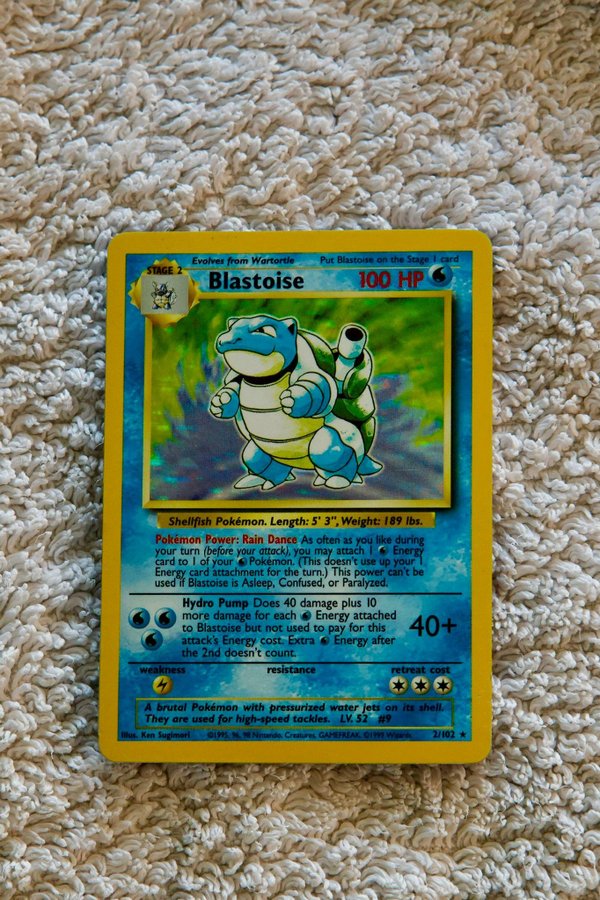 Evolves from Wartortle Put Blastoise on the Stage 1 card
STAGE 2
Blastoise 100 HP
Shellfish Pokémon. Length: 5' 3", Weight: 189 lbs.
Pokémon Power: Rain Dance As often as you like during
your turn (before your attack), you may attach 1 Energy
card to 1 of your Pokémon. (This doesn't use up your 1
Energy card attachment for the turn.) This power can't be
used if Blastoise is Asleep, Confused, or Paralyzed.
Hydro Pump Does 40 damage plus 10
more damage for each Energy attached
to Blastoise but not used to pay for this
attack's Energy cost. Extra Energy after
the 2nd doesn't count.
40+
weakness resistance retreat cost
A brutal Pokémon with pressurized water jets on its shell.
They are used for high-speed tackles. LV. 52 #9
Illus. Ken Sugimori ©1995, 96, 98 Nintendo, Creatures, GAMEFREAK. ©1999 Wizards. 2/102 ★